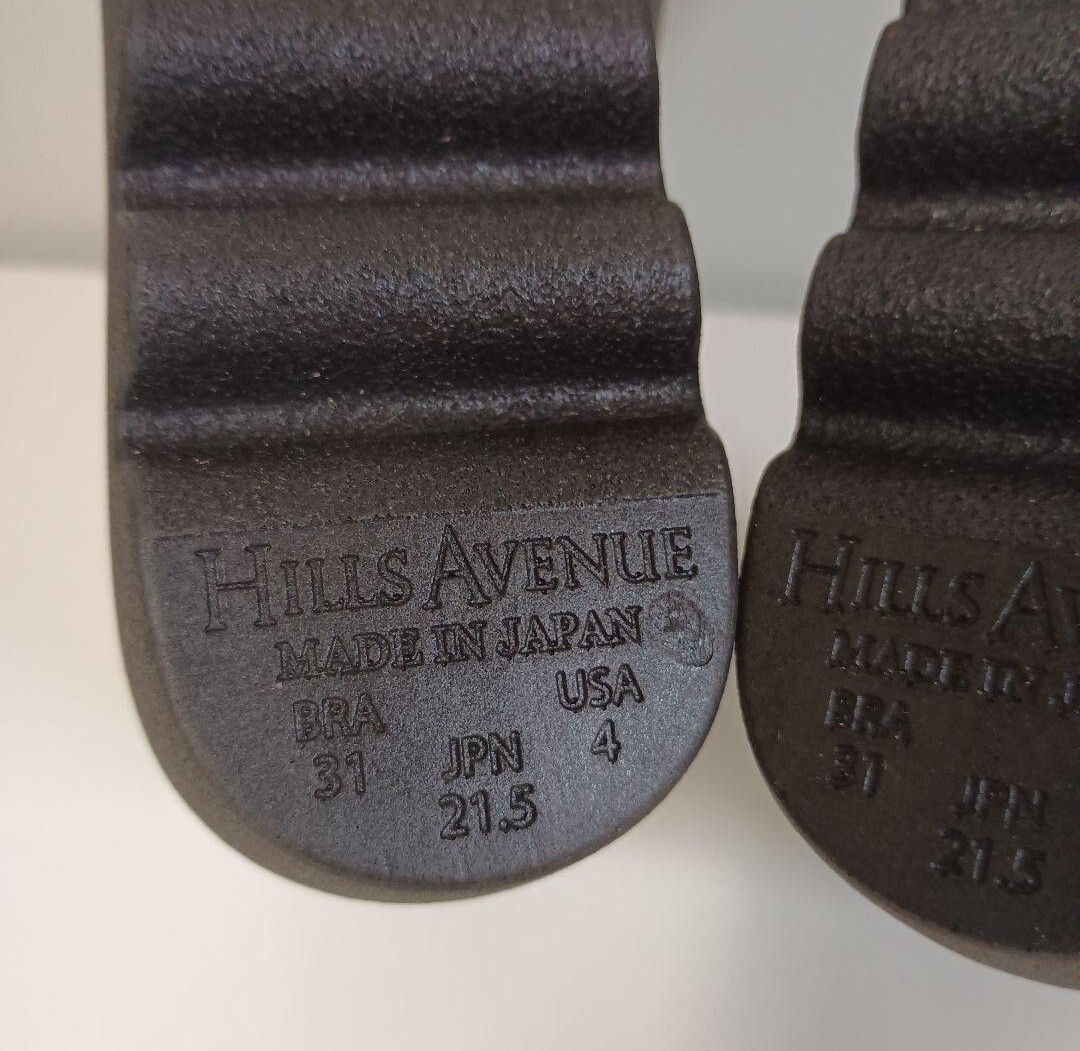 HILLS AVENUE
MADE IN JAPAN
BRA JPN USA
31 21.5 4
HILLS AV
MADE IN J
BRA JPN
31 21.5